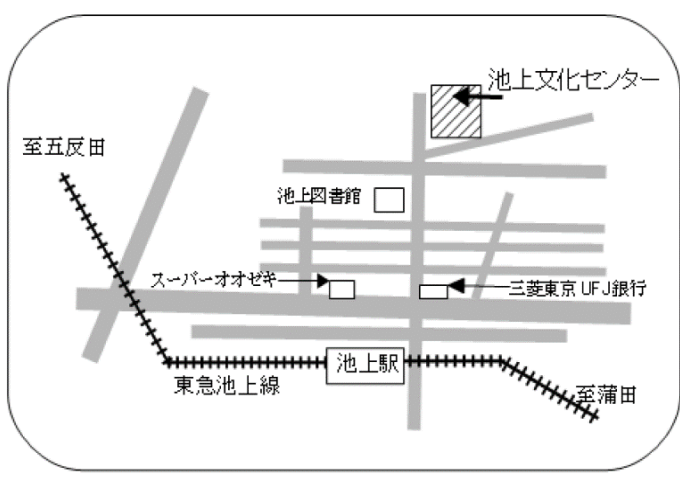 池上文化センター
至五反田
池上図書館
スーパーオオゼキ
三菱東京UFJ銀行
池上駅
東急池上線
至蒲田